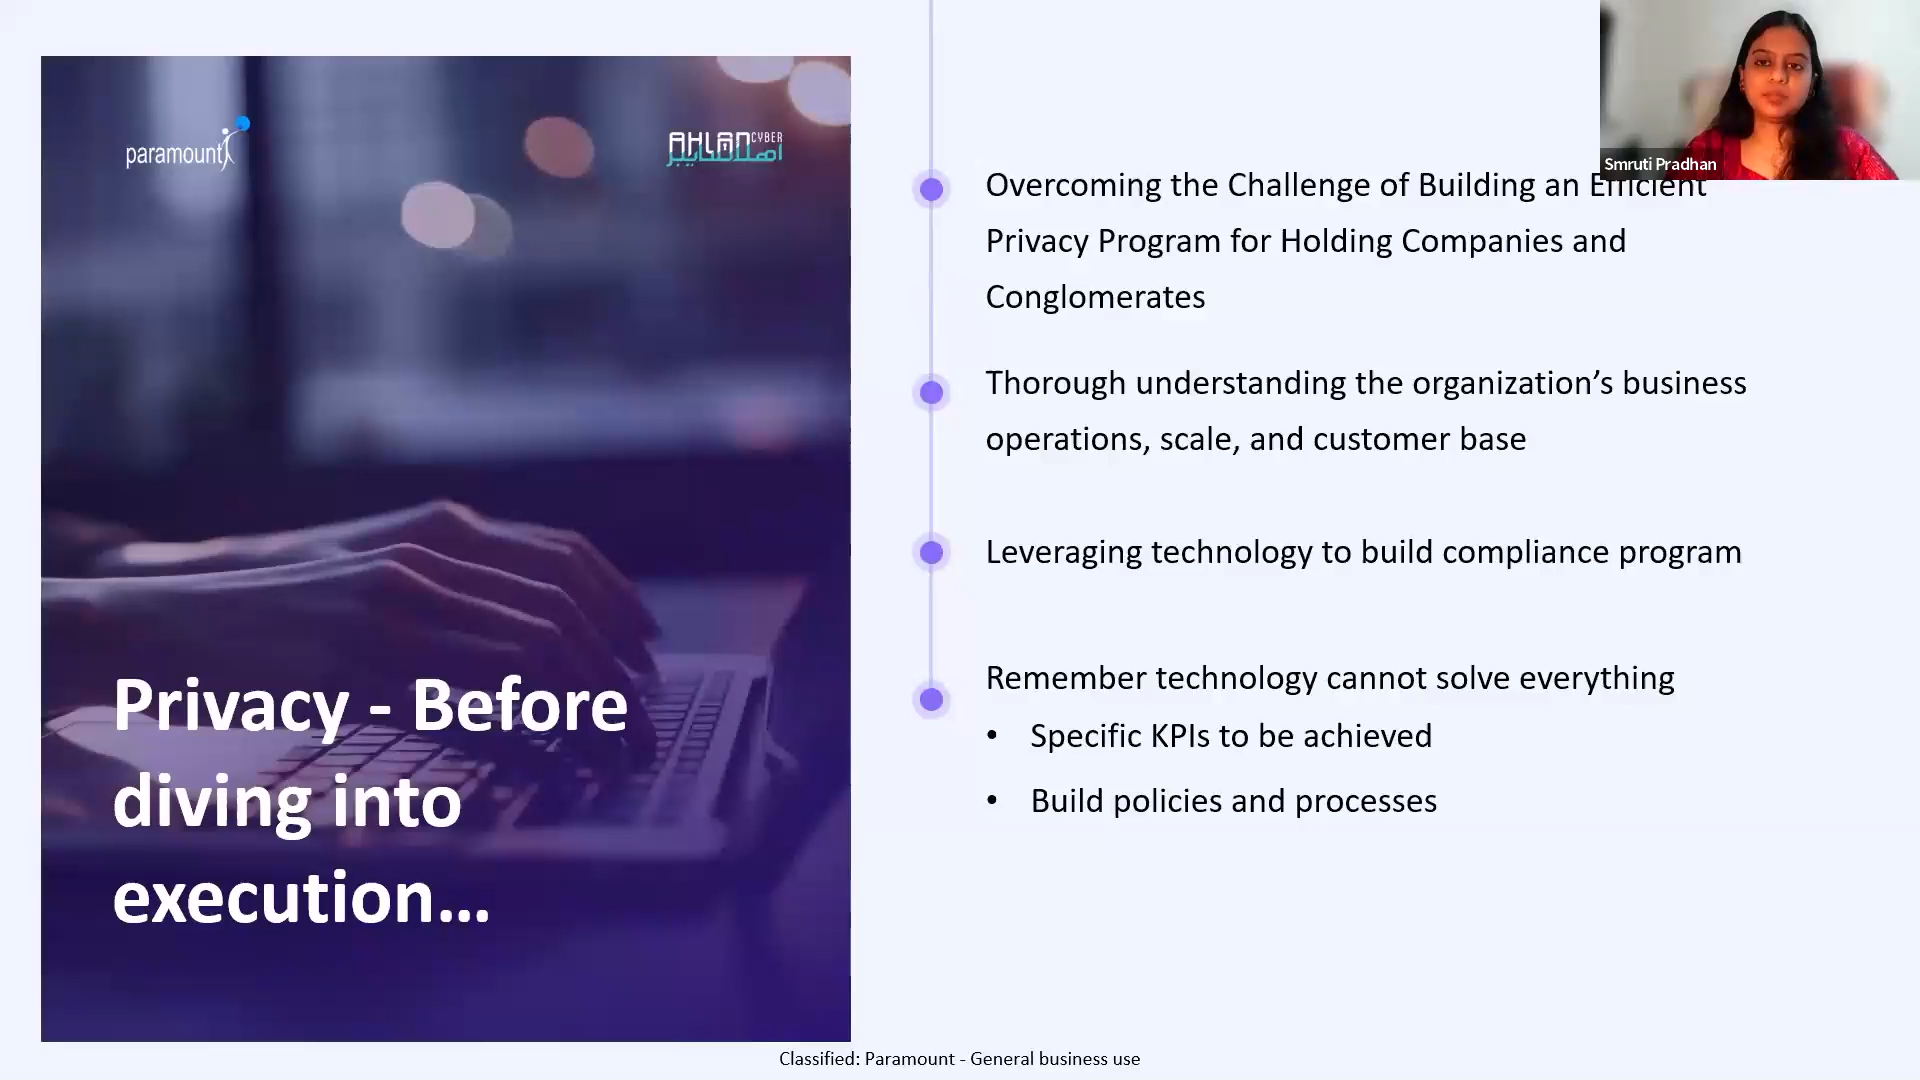 paramount
AHLAN CYBER
اهلا سايبر
Privacy - Before
diving into
execution...
Overcoming the Challenge of Building an Efficient
Privacy Program for Holding Companies and
Conglomerates
Thorough understanding the organization’s business
operations, scale, and customer base
Leveraging technology to build compliance program
Remember technology cannot solve everything
• Specific KPIs to be achieved
• Build policies and processes
Smruti Pradhan
Classified: Paramount - General business use